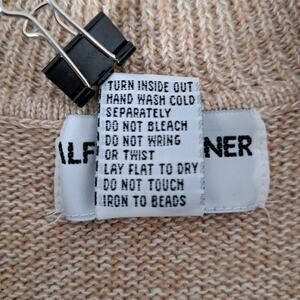 TURN INSIDE OUT
HAND WASH COLD
SEPARATELY
DO NOT BLEACH
DO NOT WRING
OR TWIST
LAY FLAT TO DRY
DO NOT TOUCH
IRON TO BEADS
ALF NER